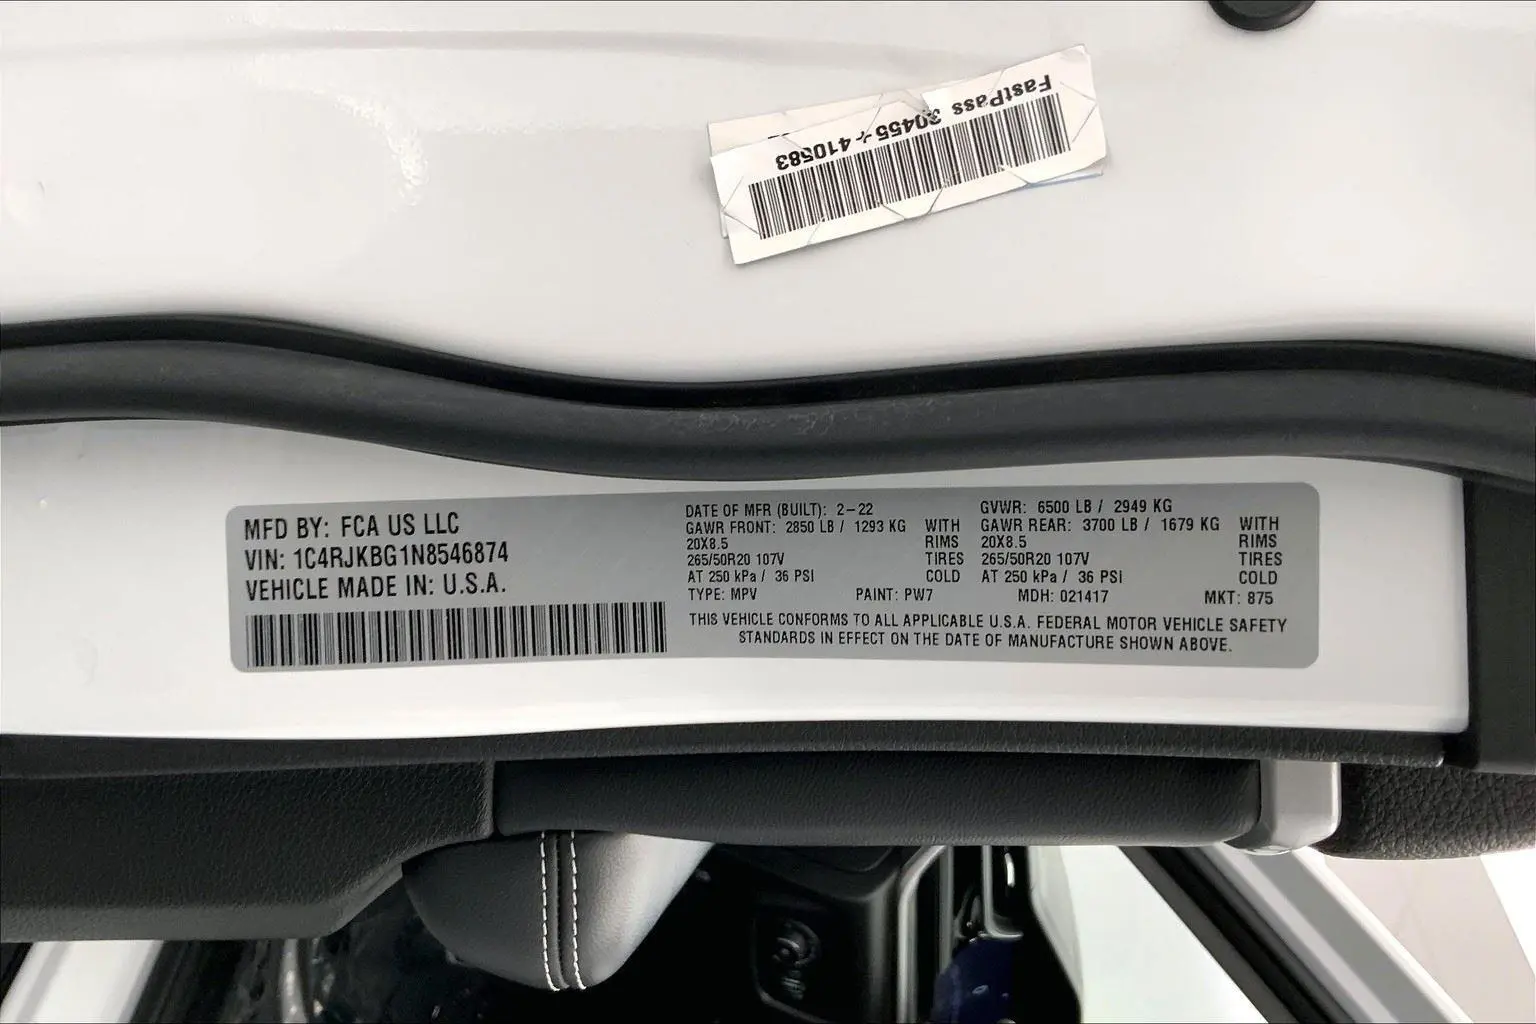 FastPass 30455 410583
MFD BY: FCA US LLC
VIN: 1C4RJKBG1N8546874
VEHICLE MADE IN: U.S.A.
DATE OF MFR (BUILT): 2-22 GVWR: 6500 LB / 2949 KG
GAWR FRONT: 2850 LB / 1293 KG WITH GAWR REAR: 3700 LB / 1679 KG WITH
20X8.5 RIMS 20X8.5 RIMS
265/50R20 107V TIRES 265/50R20 107V TIRES
AT 250 kPa / 36 PSI COLD AT 250 kPa / 36 PSI COLD
TYPE: MPV PAINT: PW7 MDH: 021417 MKT: 875
THIS VEHICLE CONFORMS TO ALL APPLICABLE U.S.A. FEDERAL MOTOR VEHICLE SAFETY
STANDARDS IN EFFECT ON THE DATE OF MANUFACTURE SHOWN ABOVE.